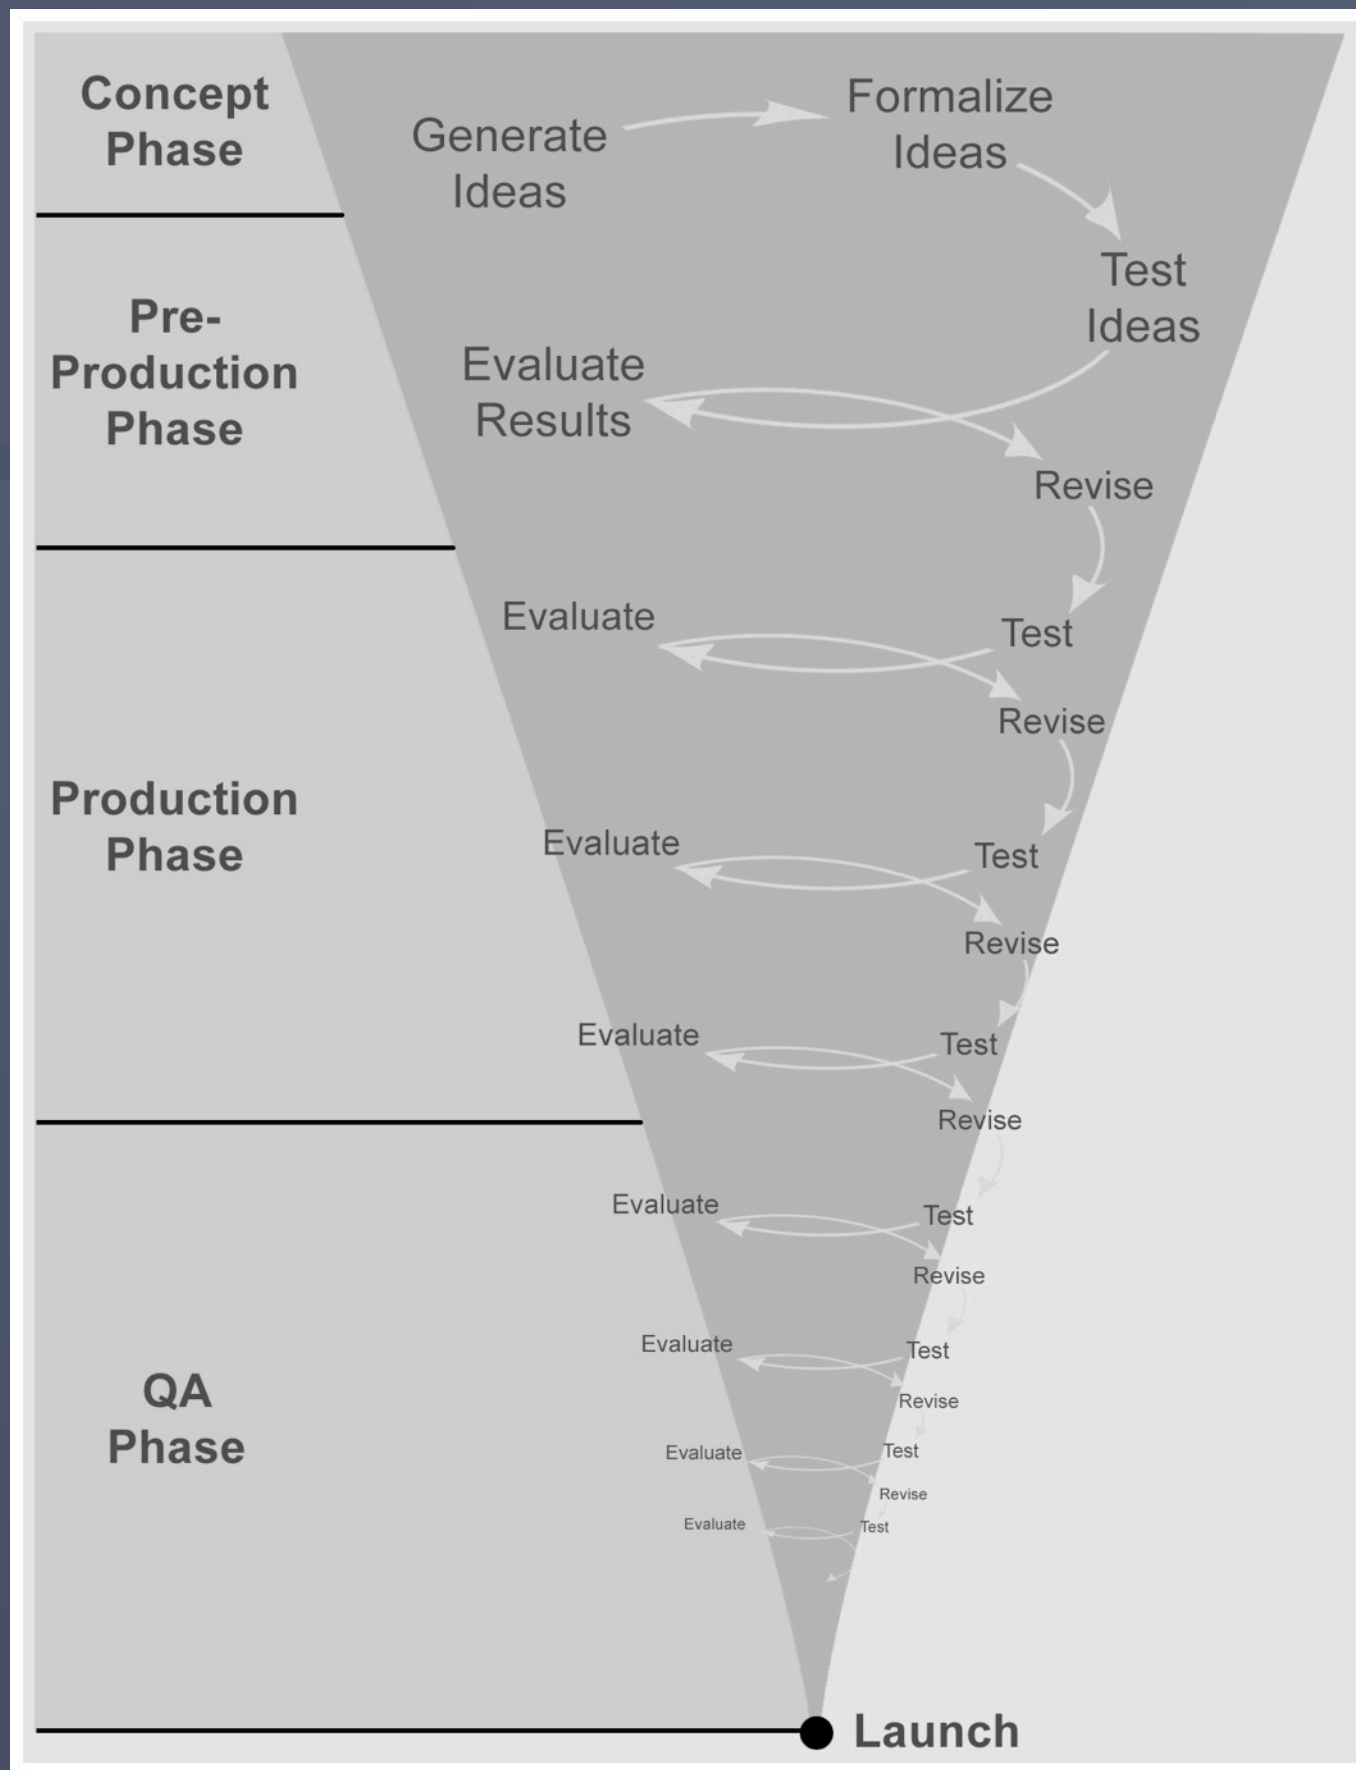 Concept
Phase
Generate
Ideas
Formalize
Ideas
Test
Ideas
Pre-
Production
Phase
Evaluate
Results
Revise
Evaluate
Test
Revise
Production
Phase
Evaluate
Test
Revise
Evaluate
Test
Revise
Evaluate
Test
Revise
Evaluate
Test
Revise
QA
Phase
Evaluate
Test
Revise
Evaluate
Test
Launch